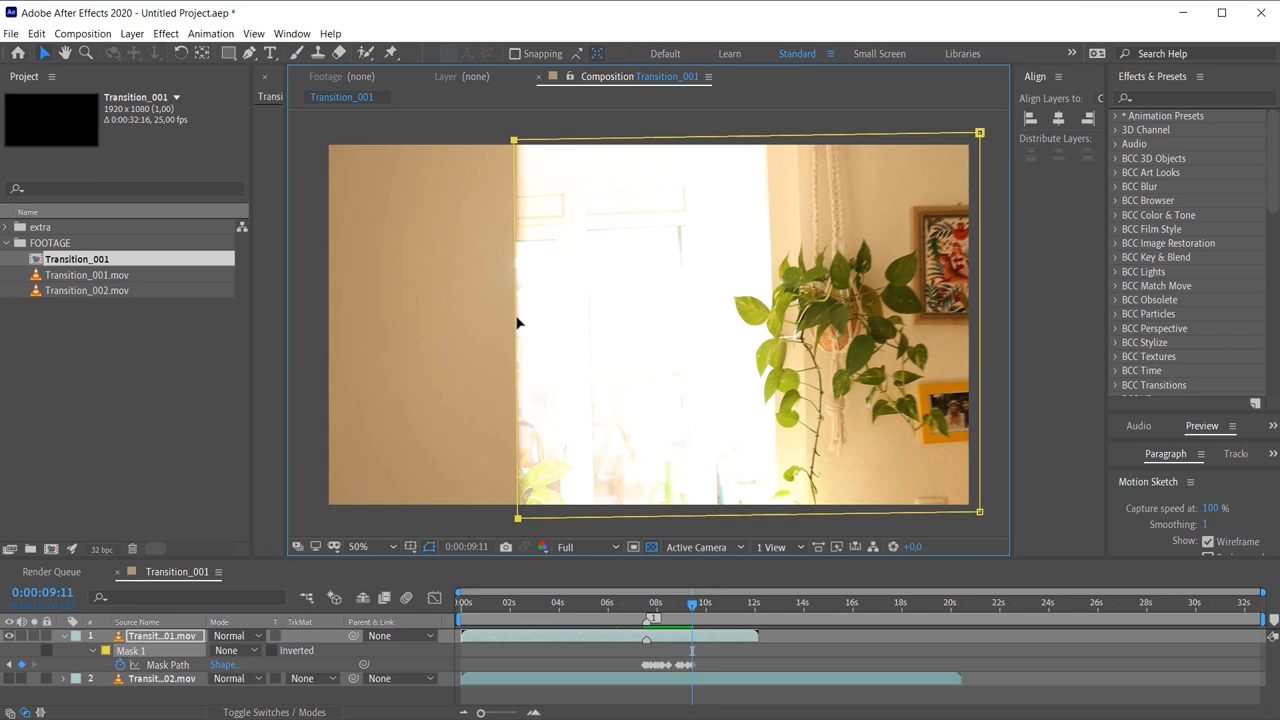 Adobe After Effects 2020 - Untitled Project.aep *
File Edit Composition Layer Effect Animation View Window Help
Snapping Default Learn Standard Small Screen Libraries Search Help
Project
Transition_001
1920 x 1080 (1,00)
Δ 0:00:32:16, 25,00 fps
Name
extra
FOOTAGE
Transition_001
Transition_001.mov
Transition_002.mov
32 bpc
Transi
Footage (none) Layer (none) Composition Transition_001
Transition_001
50% 0:00:09:11 Full Active Camera 1 View +0,0
Align
Align Layers to: C
Distribute Layers:
Effects & Presets
* Animation Presets
3D Channel
Audio
BCC 3D Objects
BCC Art Looks
BCC Blur
BCC Browser
BCC Color & Tone
BCC Film Style
BCC Image Restoration
BCC Key & Blend
BCC Lights
BCC Match Move
BCC Obsolete
BCC Particles
BCC Perspective
BCC Stylize
BCC Textures
BCC Time
BCC Transitions
Audio Preview
Paragraph Track
Motion Sketch
Capture speed at: 100 %
Smoothing: 1
Show: Wireframe
Render Queue Transition_001
0:00:09:11
:00s 02s 04s 06s 08s 10s 12s 14s 16s 18s 20s 22s 24s 26s 28s 30s 32s
# Source Name Mode T TrkMat Parent & Link
1
1 Transit...01.mov Normal None
Mask 1 None Inverted
Mask Path Shape...
2 Transit...02.mov Normal None None
Toggle Switches / Modes